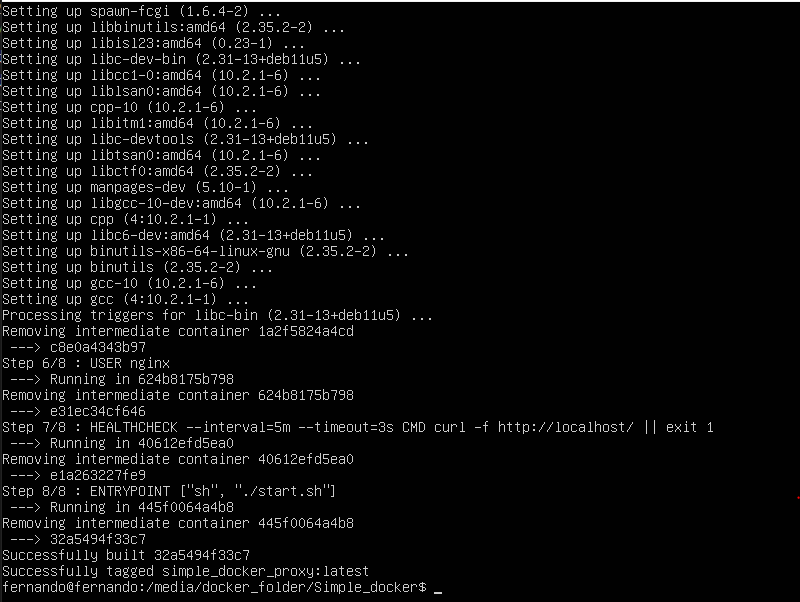 Setting up spawn-fcgi (1.6.4-2) ...
Setting up libbinutils:amd64 (2.35.2-2) ...
Setting up libisl23:amd64 (0.23-1) ...
Setting up libc-dev-bin (2.31-13+deb11u5) ...
Setting up libcc1-0:amd64 (10.2.1-6) ...
Setting up liblsan0:amd64 (10.2.1-6) ...
Setting up cpp-10 (10.2.1-6) ...
Setting up libitm1:amd64 (10.2.1-6) ...
Setting up libc-devtools (2.31-13+deb11u5) ...
Setting up libtsan0:amd64 (10.2.1-6) ...
Setting up libctf0:amd64 (2.35.2-2) ...
Setting up manpages-dev (5.10-1) ...
Setting up libgcc-10-dev:amd64 (10.2.1-6) ...
Setting up cpp (4:10.2.1-1) ...
Setting up libc6-dev:amd64 (2.31-13+deb11u5) ...
Setting up binutils-x86-64-linux-gnu (2.35.2-2) ...
Setting up binutils (2.35.2-2) ...
Setting up gcc-10 (10.2.1-6) ...
Setting up gcc (4:10.2.1-1) ...
Processing triggers for libc-bin (2.31-13+deb11u5) ...
Removing intermediate container 1a2f5824a4cd
 ---> c8e0a4343b97
Step 6/8 : USER nginx
 ---> Running in 624b8175b798
Removing intermediate container 624b8175b798
 ---> e31ec34cf646
Step 7/8 : HEALTHCHECK --interval=5m --timeout=3s CMD curl -f http://localhost/ || exit 1
 ---> Running in 40612efd5ea0
Removing intermediate container 40612efd5ea0
 ---> e1a263227fe9
Step 8/8 : ENTRYPOINT ["sh", "./start.sh"]
 ---> Running in 445f0064a4b8
Removing intermediate container 445f0064a4b8
 ---> 32a5494f33c7
Successfully built 32a5494f33c7
Successfully tagged simple_docker_proxy:latest
fernando@fernando:/media/docker_folder/Simple_docker$ _